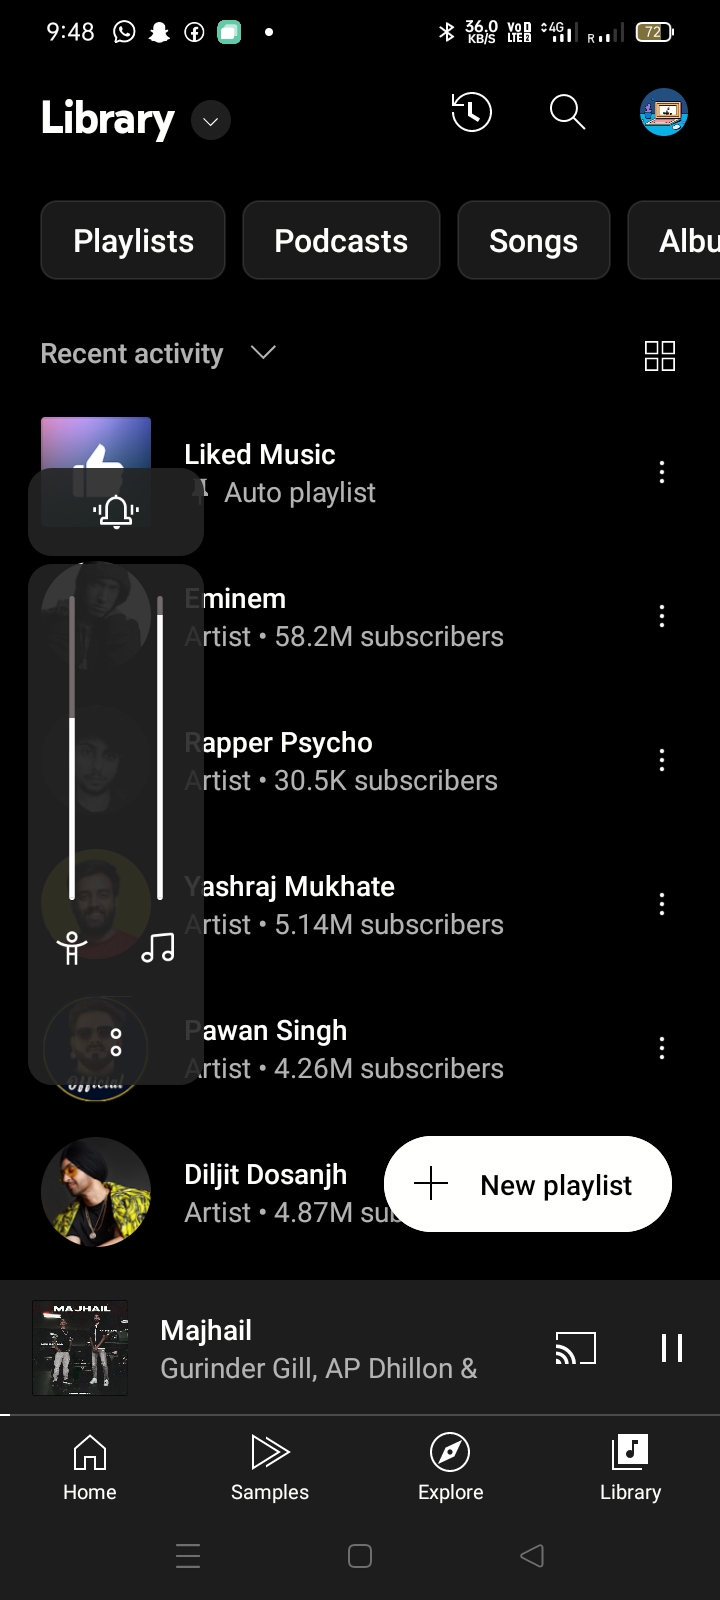 9:48
36.0 KB/S
VoD LTE2
4G
R
72
Library
Playlists
Podcasts
Songs
Albu
Recent activity
Liked Music
Auto playlist
Eminem
Artist • 58.2M subscribers
Rapper Psycho
Artist • 30.5K subscribers
Yashraj Mukhate
Artist • 5.14M subscribers
Pawan Singh
Artist • 4.26M subscribers
Official
Diljit Dosanjh
Artist • 4.87M sub
New playlist
MAJHAIL
Majhail
Gurinder Gill, AP Dhillon &
Home
Samples
Explore
Library